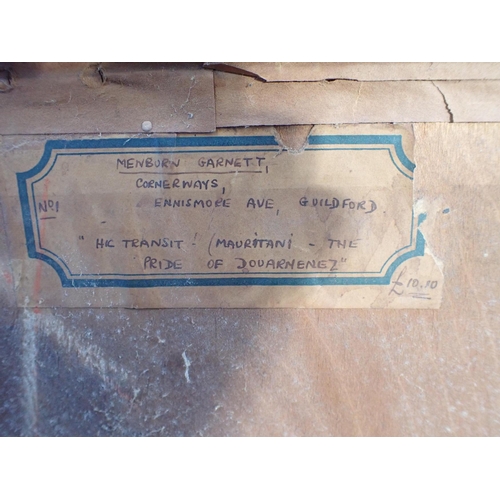 MENBURN GARNETT,
CORNERWAYS,
No1 ENNISMORE AVE, GUILDFORD
"HIC TRANSIT - (MAURITANI - THE
PRIDE OF DOUARNENEZ"
£10.10